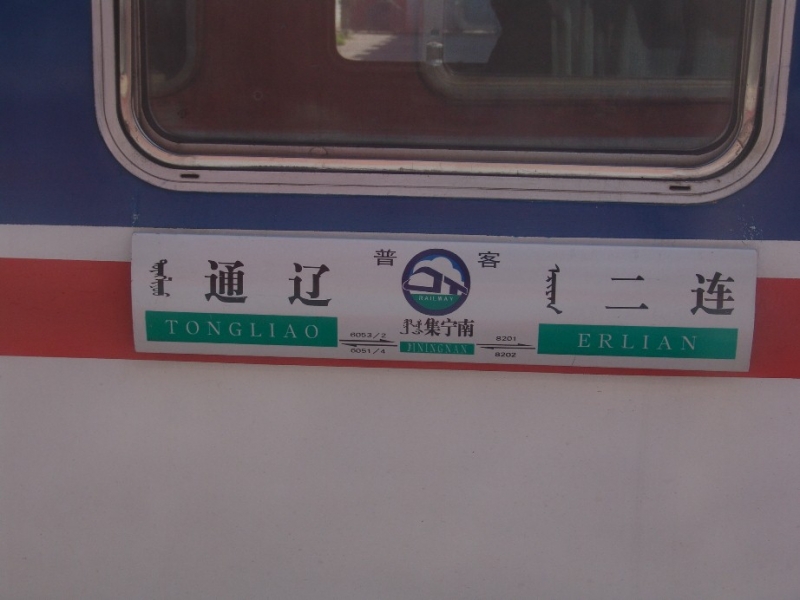 普 客
通 辽
RAILWAY
二 连
TONGLIAO
8053/2
8051/4
集宁南
JININGNAN
8201
8202
ERLIAN